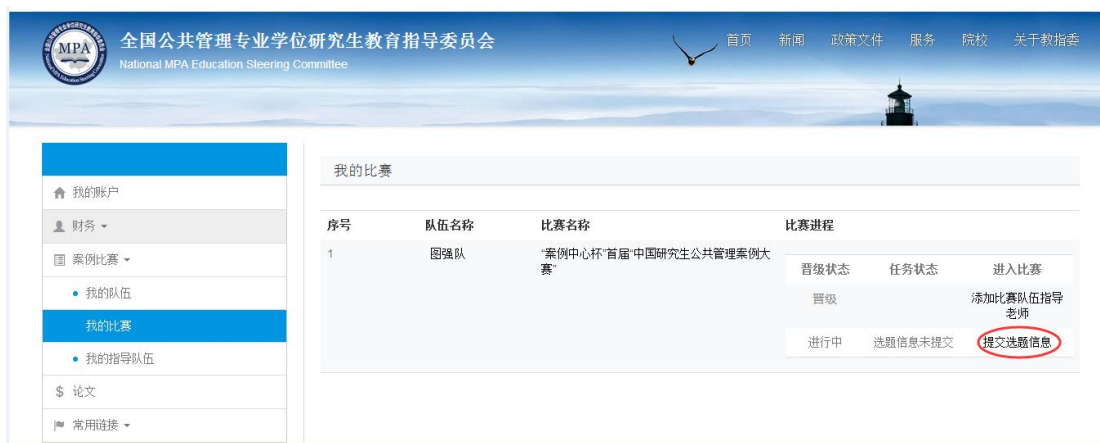 MPA
全国公共管理专业学位研究生教育指导委员会
National MPA Education Steering Committee
首页 新闻 政策文件 服务 院校 关于教指委
我的账户
财务
案例比赛
我的队伍
我的比赛
我的指导队伍
$ 论文
常用链接
我的比赛
序号 队伍名称 比赛名称 比赛进程
1 图强队 “案例中心杯”首届“中国研究生公共管理案例大
赛”
晋级状态 任务状态 进入比赛
晋级 添加比赛队伍指导
老师
进行中 选题信息未提交 提交选题信息